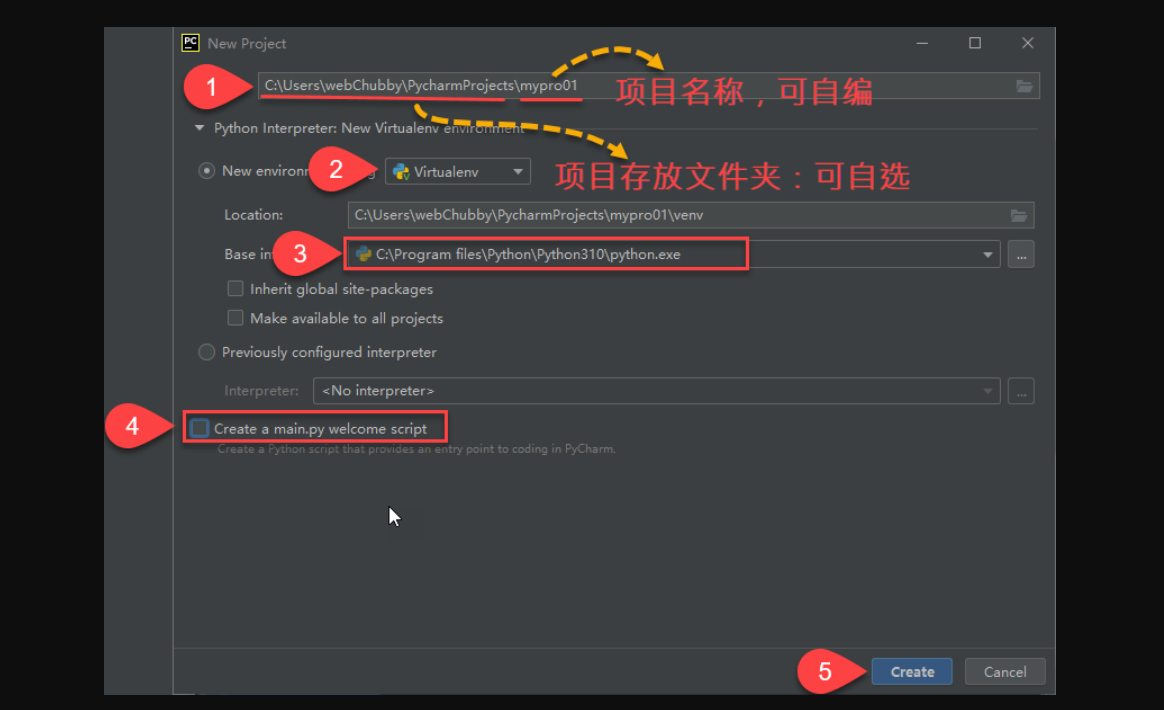 PC New Project
1 C:\Users\webChubby\PycharmProjects\mypro01 项目名称，可自编
Python Interpreter: New Virtualenv environment
New environ 2 g Virtualenv 项目存放文件夹：可自选
Location: C:\Users\webChubby\PycharmProjects\mypro01\venv
Base in 3 C:\Program files\Python\Python310\python.exe ...
Inherit global site-packages
Make available to all projects
Previously configured interpreter
Interpreter: <No interpreter> ...
4 Create a main.py welcome script
Create a Python script that provides an entry point to coding in PyCharm.
5 Create Cancel